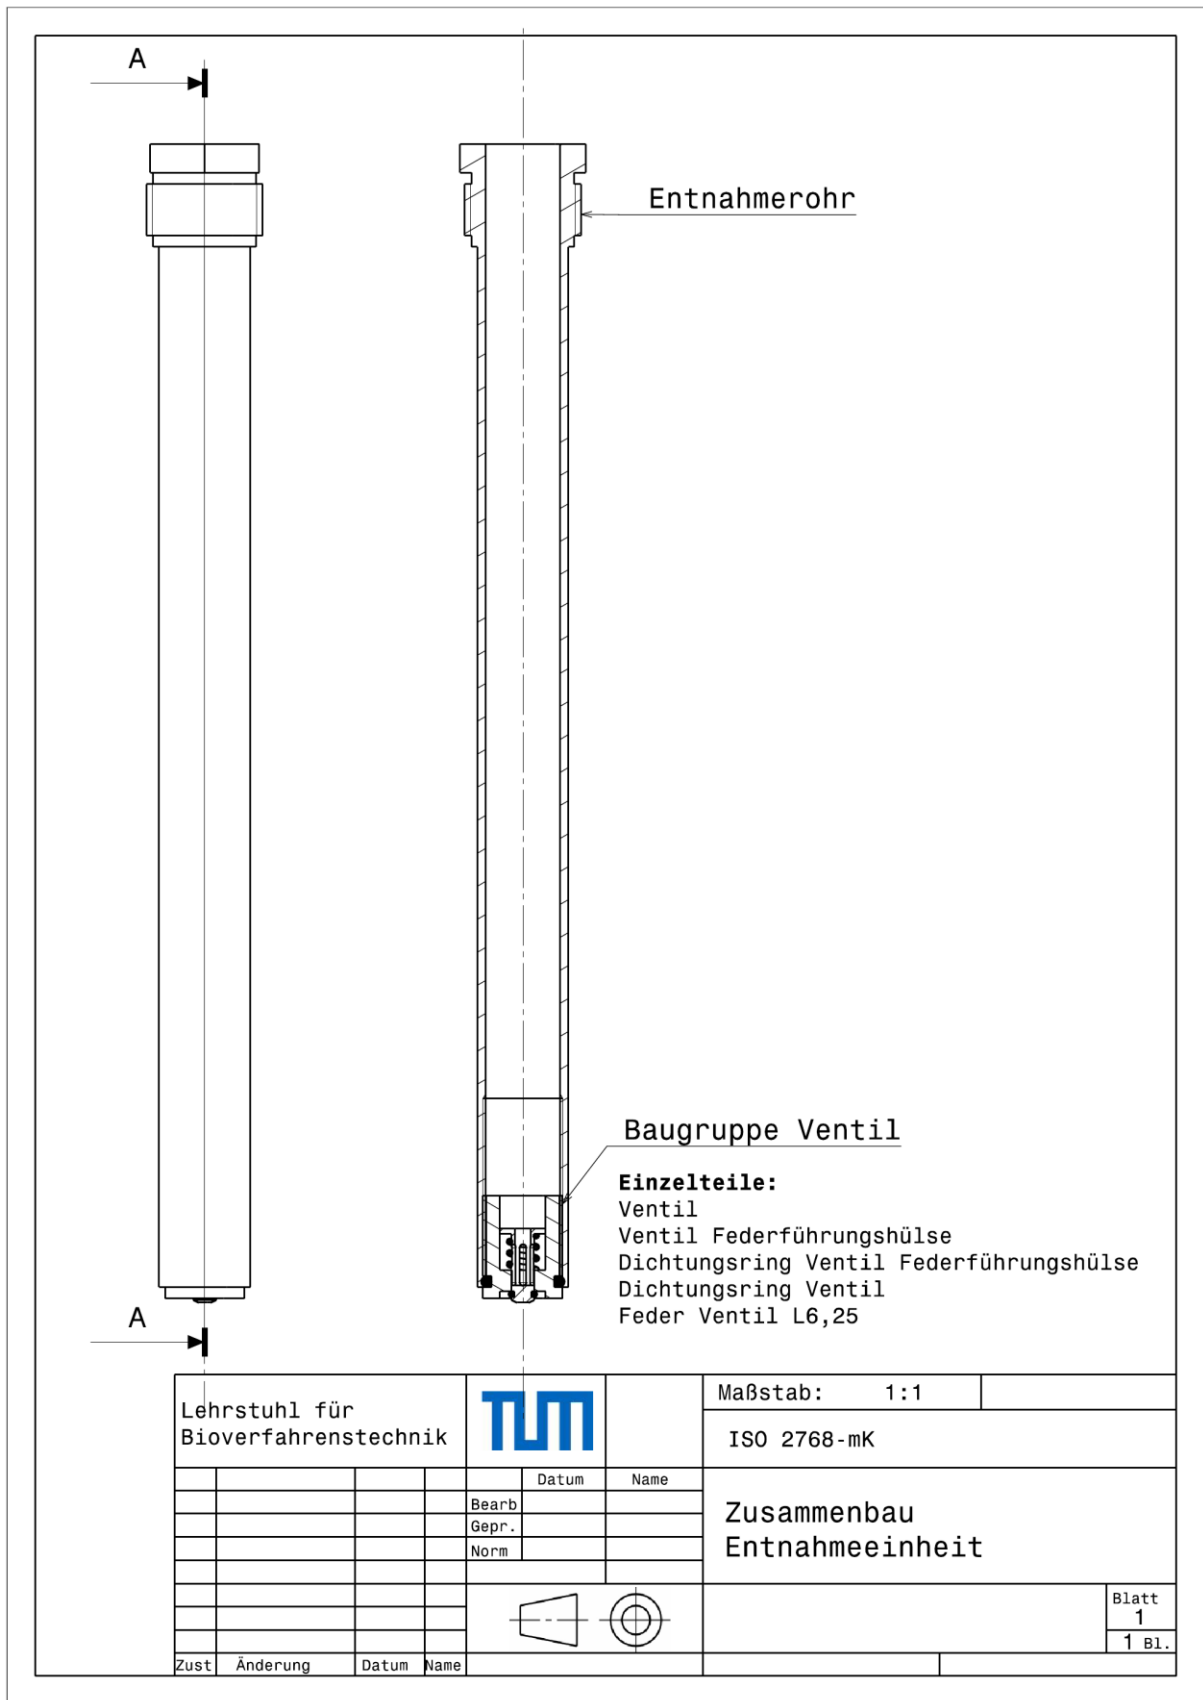 A
Entnahmerohr
Baugruppe Ventil
Einzelteile:
Ventil
Ventil Federführungshülse
Dichtungsring Ventil Federführungshülse
Dichtungsring Ventil
Feder Ventil L6,25
A
Lehrstuhl für
Bioverfahrenstechnik
TUM
Maßstab: 1:1
ISO 2768-mK
Datum Name
Bearb
Gepr.
Norm
Zusammenbau
Entnahmeeinheit
Blatt
1
1 Bl.
Zust Änderung Datum Name